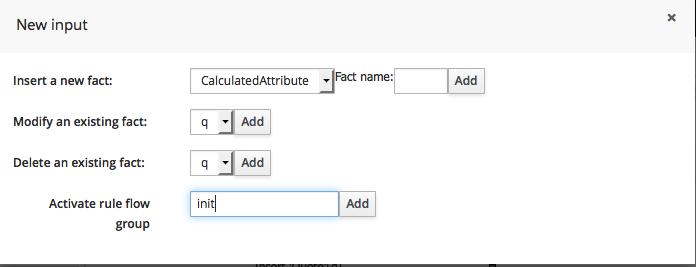 New input ×
Insert a new fact: CalculatedAttribute Fact name: Add
Modify an existing fact: q Add
Delete an existing fact: q Add
Activate rule flow init Add
group